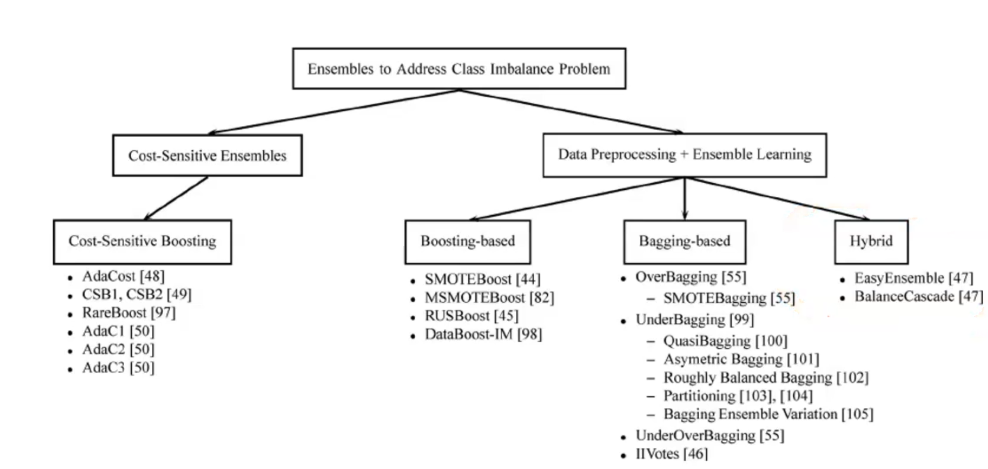 Ensembles to Address Class Imbalance Problem
Cost-Sensitive Ensembles
Data Preprocessing + Ensemble Learning
Cost-Sensitive Boosting
• AdaCost [48]
• CSB1, CSB2 [49]
• RareBoost [97]
• AdaC1 [50]
• AdaC2 [50]
• AdaC3 [50]
Boosting-based
• SMOTEBoost [44]
• MSMOTEBoost [82]
• RUSBoost [45]
• DataBoost-IM [98]
Bagging-based
• OverBagging [55]
– SMOTEBagging [55]
• UnderBagging [99]
– QuasiBagging [100]
– Asymetric Bagging [101]
– Roughly Balanced Bagging [102]
– Partitioning [103], [104]
– Bagging Ensemble Variation [105]
• UnderOverBagging [55]
• IIVotes [46]
Hybrid
• EasyEnsemble [47]
• BalanceCascade [47]